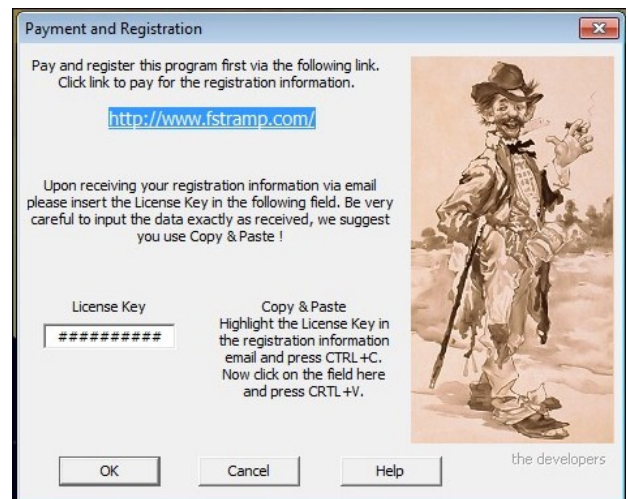 Payment and Registration
Pay and register this program first via the following link.
Click link to pay for the registration information.
http://www.fstramp.com/
Upon receiving your registration information via email
please insert the License Key in the following field. Be very
careful to input the data exactly as received, we suggest
you use Copy & Paste !
License Key
##########
Copy & Paste
Highlight the License Key in
the registration information
email and press CTRL+C.
Now click on the field here
and press CRTL+V.
the developers
OK
Cancel
Help